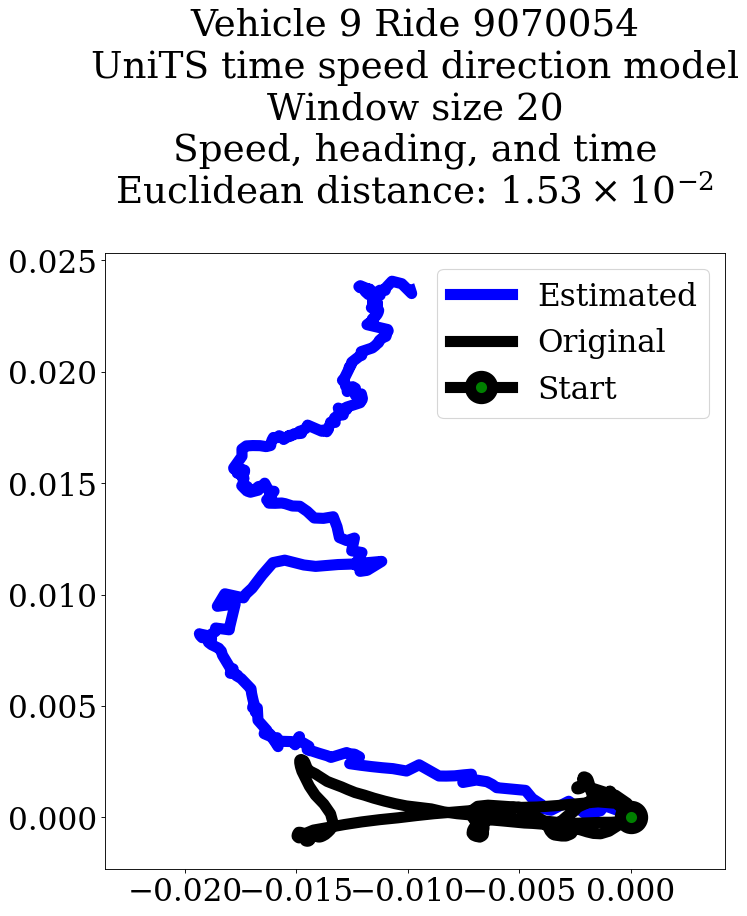 Vehicle 9 Ride 9070054
UniTS time speed direction model
Window size 20
Speed, heading, and time
Euclidean distance: 1.53 × 10⁻²
0.025
0.020
0.015
0.010
0.005
0.000
Estimated
Original
Start
−0.020 −0.015 −0.010 −0.005 0.000